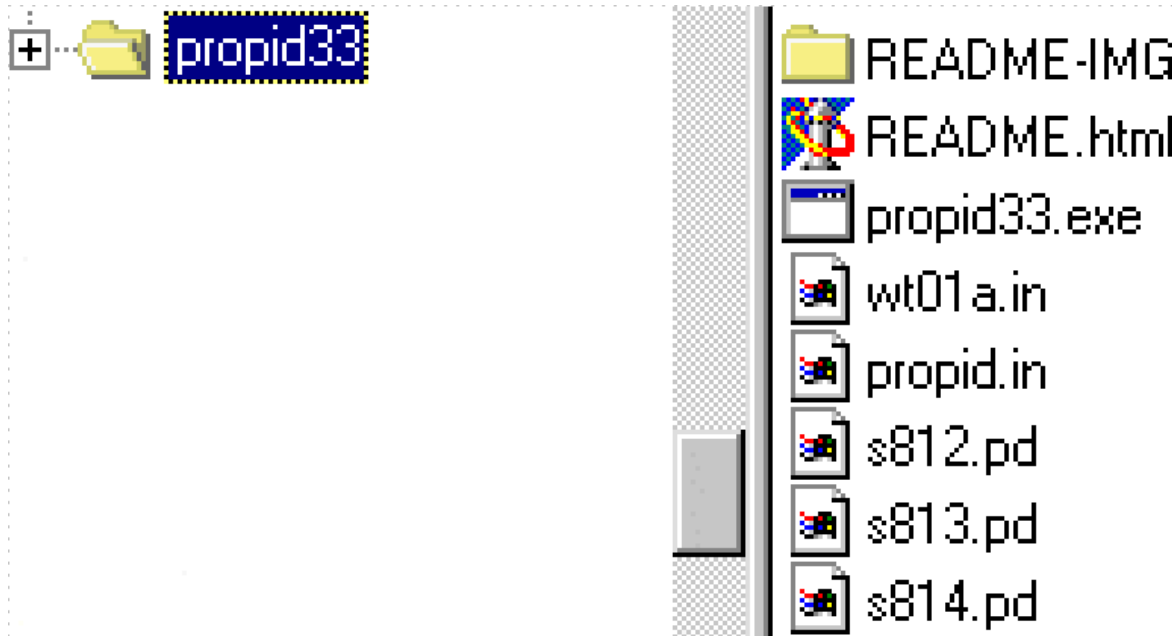 propid33
README-IMG
README.html
propid33.exe
wt01a.in
propid.in
s812.pd
s813.pd
s814.pd